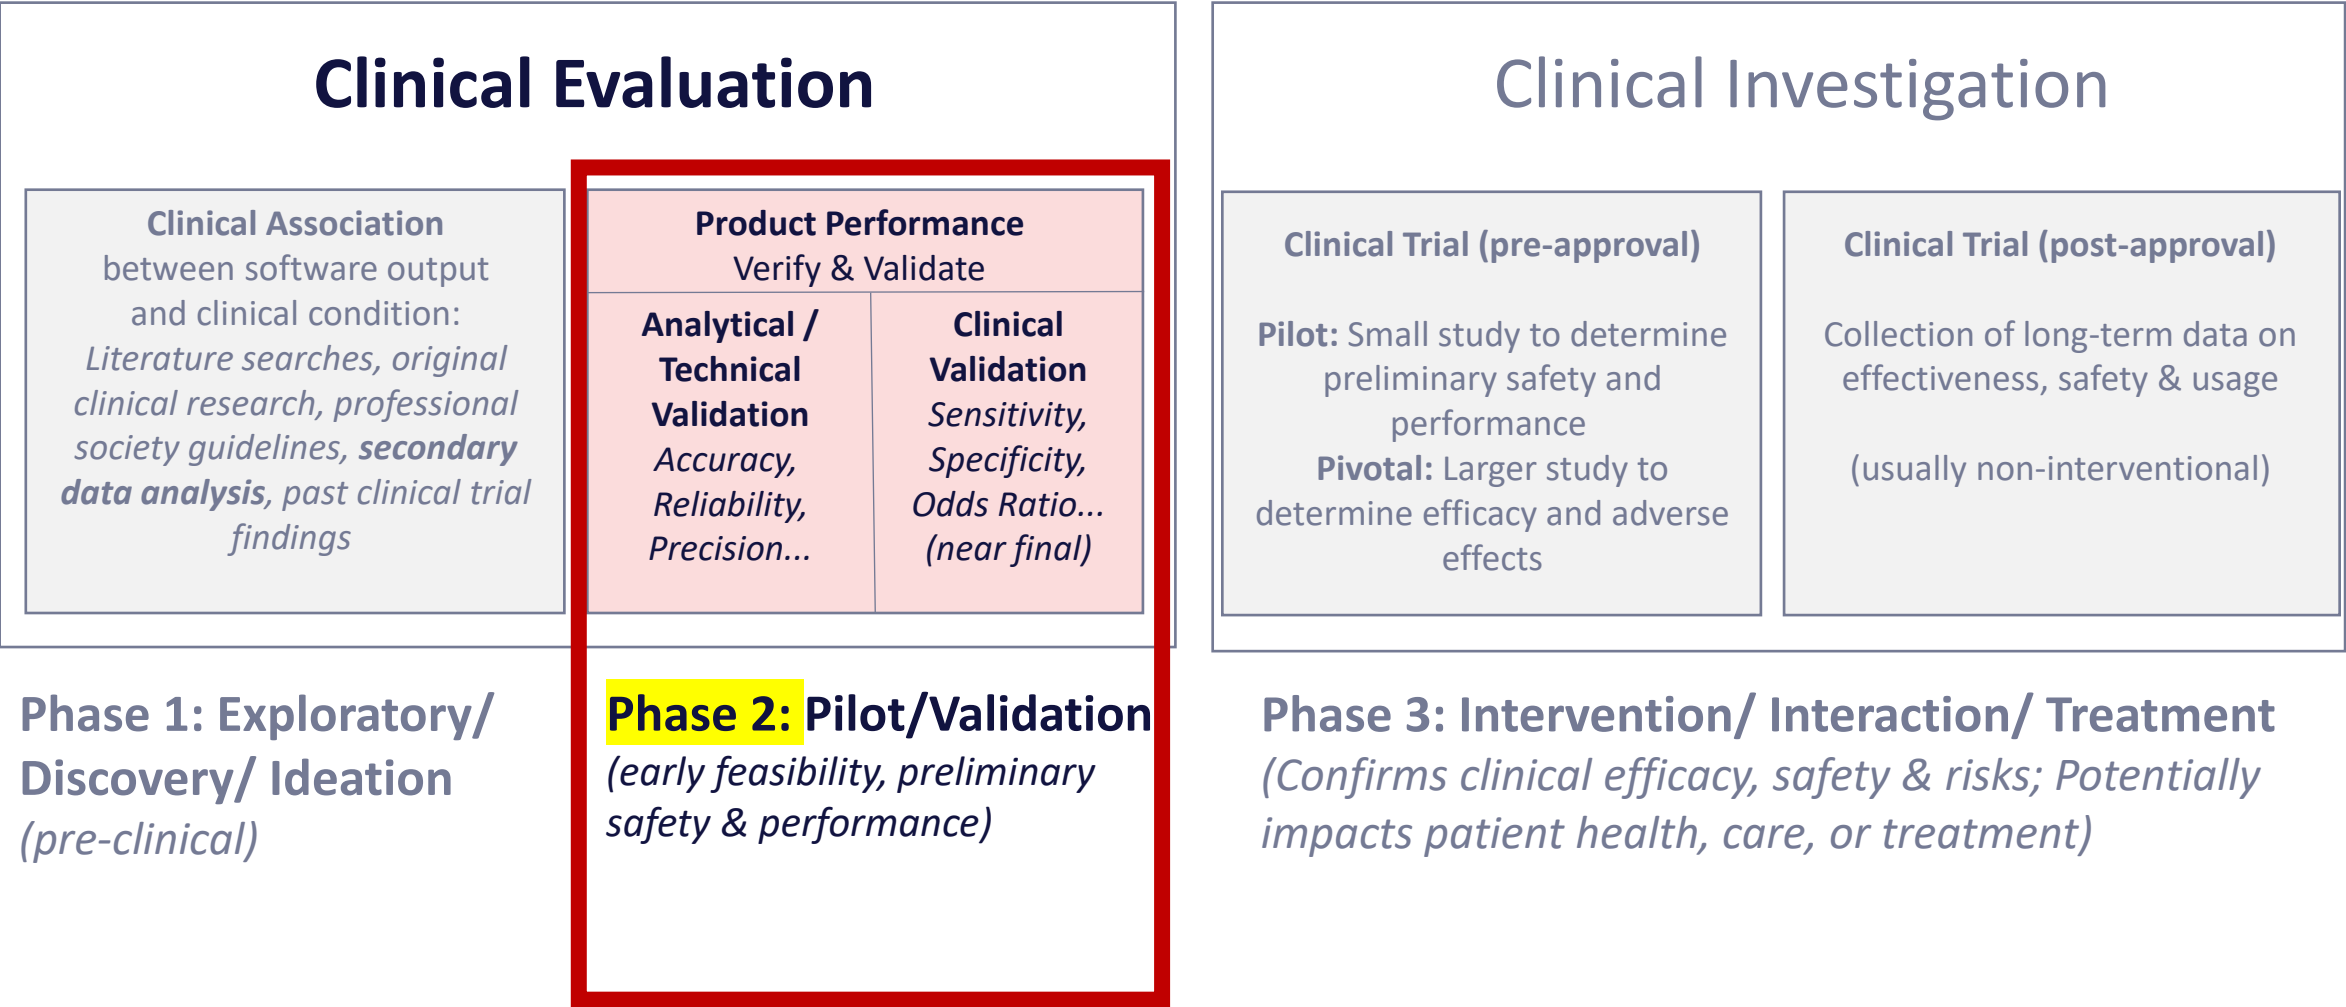 Clinical Evaluation
Clinical Association
between software output
and clinical condition:
Literature searches, original
clinical research, professional
society guidelines, secondary
data analysis, past clinical trial
findings
Product Performance
Verify & Validate
Analytical /
Technical
Validation
Accuracy,
Reliability,
Precision...
Clinical
Validation
Sensitivity,
Specificity,
Odds Ratio...
(near final)
Clinical Investigation
Clinical Trial (pre-approval)
Pilot: Small study to determine
preliminary safety and
performance
Pivotal: Larger study to
determine efficacy and adverse
effects
Clinical Trial (post-approval)
Collection of long-term data on
effectiveness, safety & usage
(usually non-interventional)
Phase 1: Exploratory/
Discovery/ Ideation
(pre-clinical)
Phase 2: Pilot/Validation
(early feasibility, preliminary
safety & performance)
Phase 3: Intervention/ Interaction/ Treatment
(Confirms clinical efficacy, safety & risks; Potentially
impacts patient health, care, or treatment)